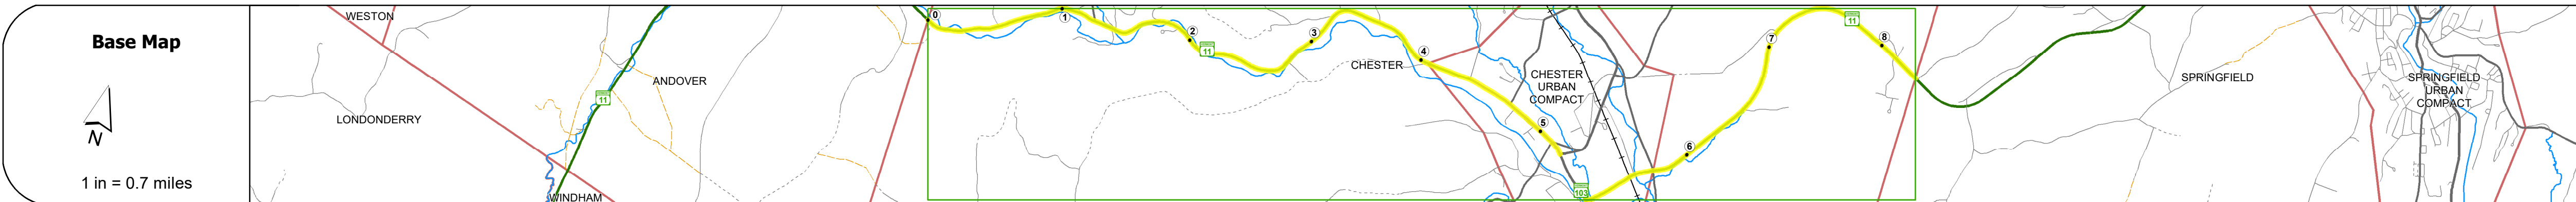 Base Map
N
1 in = 0.7 miles
WESTON
LONDONDERRY
ANDOVER
11
WINDHAM
0
1
2
11
3
4
CHESTER
CHESTER
URBAN
COMPACT
5
103
6
7
11
8
SPRINGFIELD
SPRINGFIELD
URBAN
COMPACT